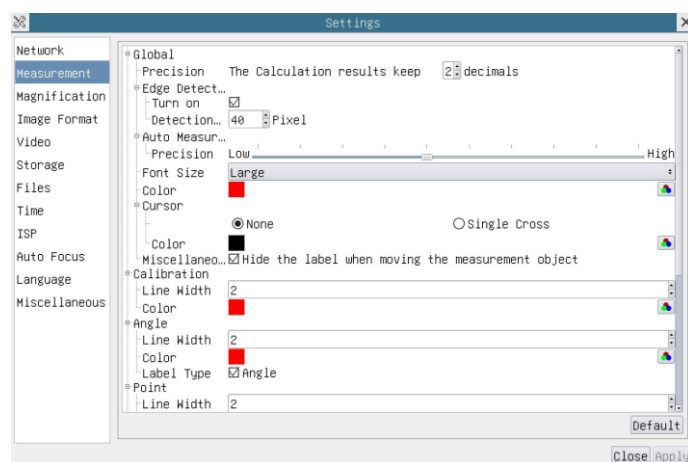 Settings
Network
Measurement
Magnification
Image Format
Video
Storage
Files
Time
ISP
Auto Focus
Language
Miscellaneous
Global
Precision The Calculation results keep 2 decimals
Edge Detect...
Turn on
Detection... 40 Pixel
Auto Measur...
Precision Low High
Font Size Large
Color
Cursor
None Single Cross
Color
Miscellaneo... Hide the label when moving the measurement object
Calibration
Line Width 2
Color
Angle
Line Width 2
Color
Label Type Angle
Point
Line Width 2
Default
Close Apply